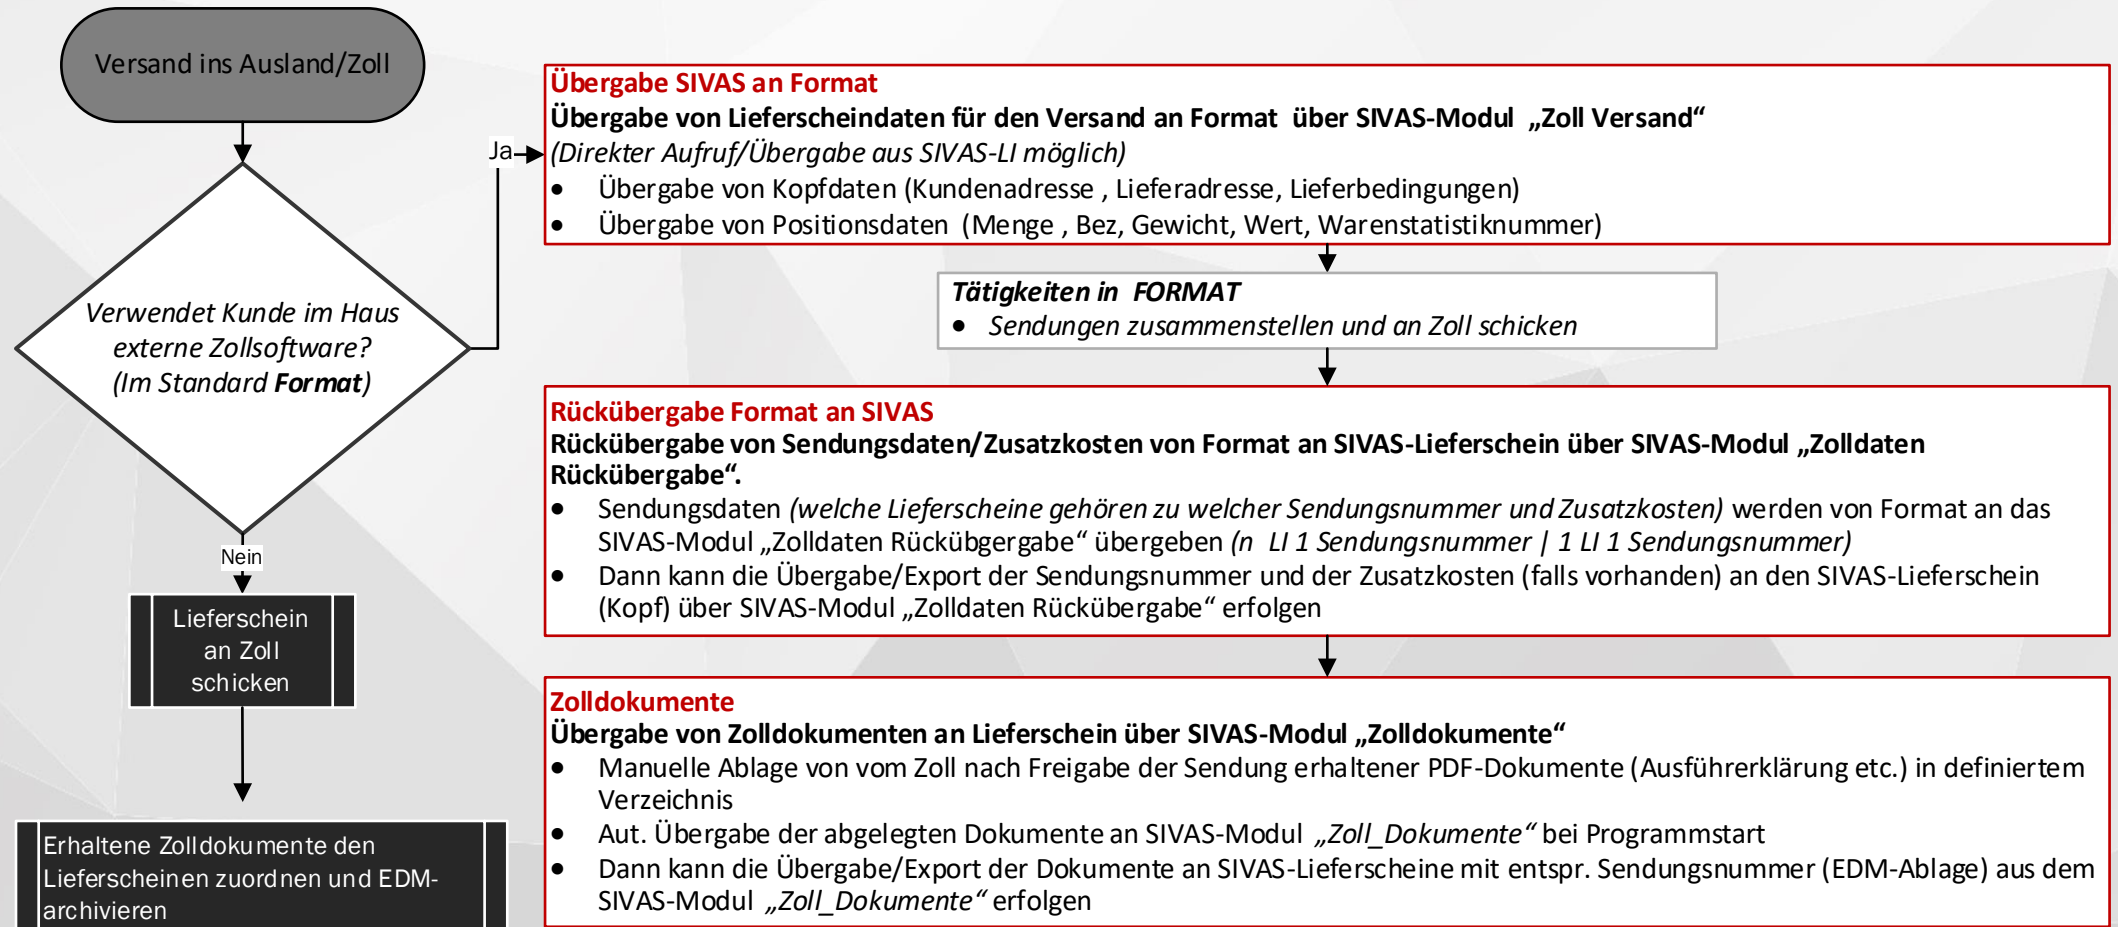 Versand ins Ausland/Zoll
Verwendet Kunde im Haus
externe Zollsoftware?
(Im Standard Format)
Ja
Nein
Lieferschein
an Zoll
schicken
Erhaltene Zolldokumente den
Lieferscheinen zuordnen und EDM-
archivieren
Übergabe SIVAS an Format
Übergabe von Lieferscheindaten für den Versand an Format über SIVAS-Modul „Zoll Versand“
(Direkter Aufruf/Übergabe aus SIVAS-LI möglich)
• Übergabe von Kopfdaten (Kundenadresse , Lieferadresse, Lieferbedingungen)
• Übergabe von Positionsdaten (Menge , Bez, Gewicht, Wert, Warenstatistiknummer)
Tätigkeiten in FORMAT
• Sendungen zusammenstellen und an Zoll schicken
Rückübergabe Format an SIVAS
Rückübergabe von Sendungsdaten/Zusatzkosten von Format an SIVAS-Lieferschein über SIVAS-Modul „Zolldaten
Rückübergabe“.
• Sendungsdaten (welche Lieferscheine gehören zu welcher Sendungsnummer und Zusatzkosten) werden von Format an das
SIVAS-Modul „Zolldaten Rückübgergabe“ übergeben (n LI 1 Sendungsnummer | 1 LI 1 Sendungsnummer)
• Dann kann die Übergabe/Export der Sendungsnummer und der Zusatzkosten (falls vorhanden) an den SIVAS-Lieferschein
(Kopf) über SIVAS-Modul „Zolldaten Rückübergabe“ erfolgen
Zolldokumente
Übergabe von Zolldokumenten an Lieferschein über SIVAS-Modul „Zolldokumente“
• Manuelle Ablage von vom Zoll nach Freigabe der Sendung erhaltener PDF-Dokumente (Ausführerklärung etc.) in definiertem
Verzeichnis
• Aut. Übergabe der abgelegten Dokumente an SIVAS-Modul „Zoll_Dokumente“ bei Programmstart
• Dann kann die Übergabe/Export der Dokumente an SIVAS-Lieferscheine mit entspr. Sendungsnummer (EDM-Ablage) aus dem
SIVAS-Modul „Zoll_Dokumente“ erfolgen